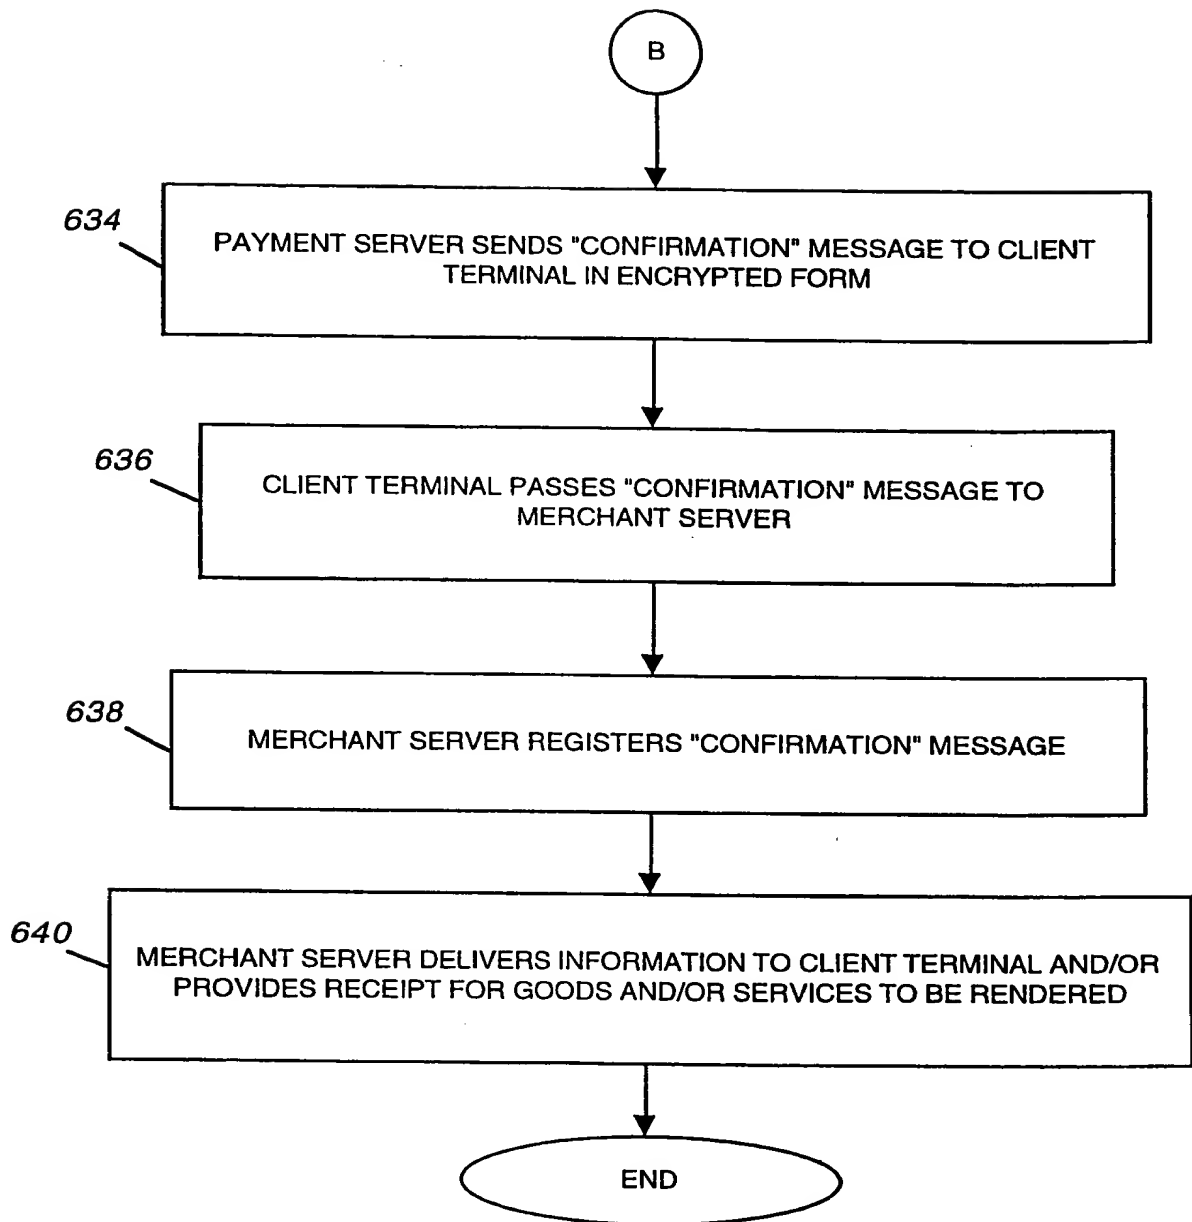 B
634
PAYMENT SERVER SENDS "CONFIRMATION" MESSAGE TO CLIENT
TERMINAL IN ENCRYPTED FORM
636
CLIENT TERMINAL PASSES "CONFIRMATION" MESSAGE TO
MERCHANT SERVER
638
MERCHANT SERVER REGISTERS "CONFIRMATION" MESSAGE
640
MERCHANT SERVER DELIVERS INFORMATION TO CLIENT TERMINAL AND/OR
PROVIDES RECEIPT FOR GOODS AND/OR SERVICES TO BE RENDERED
END